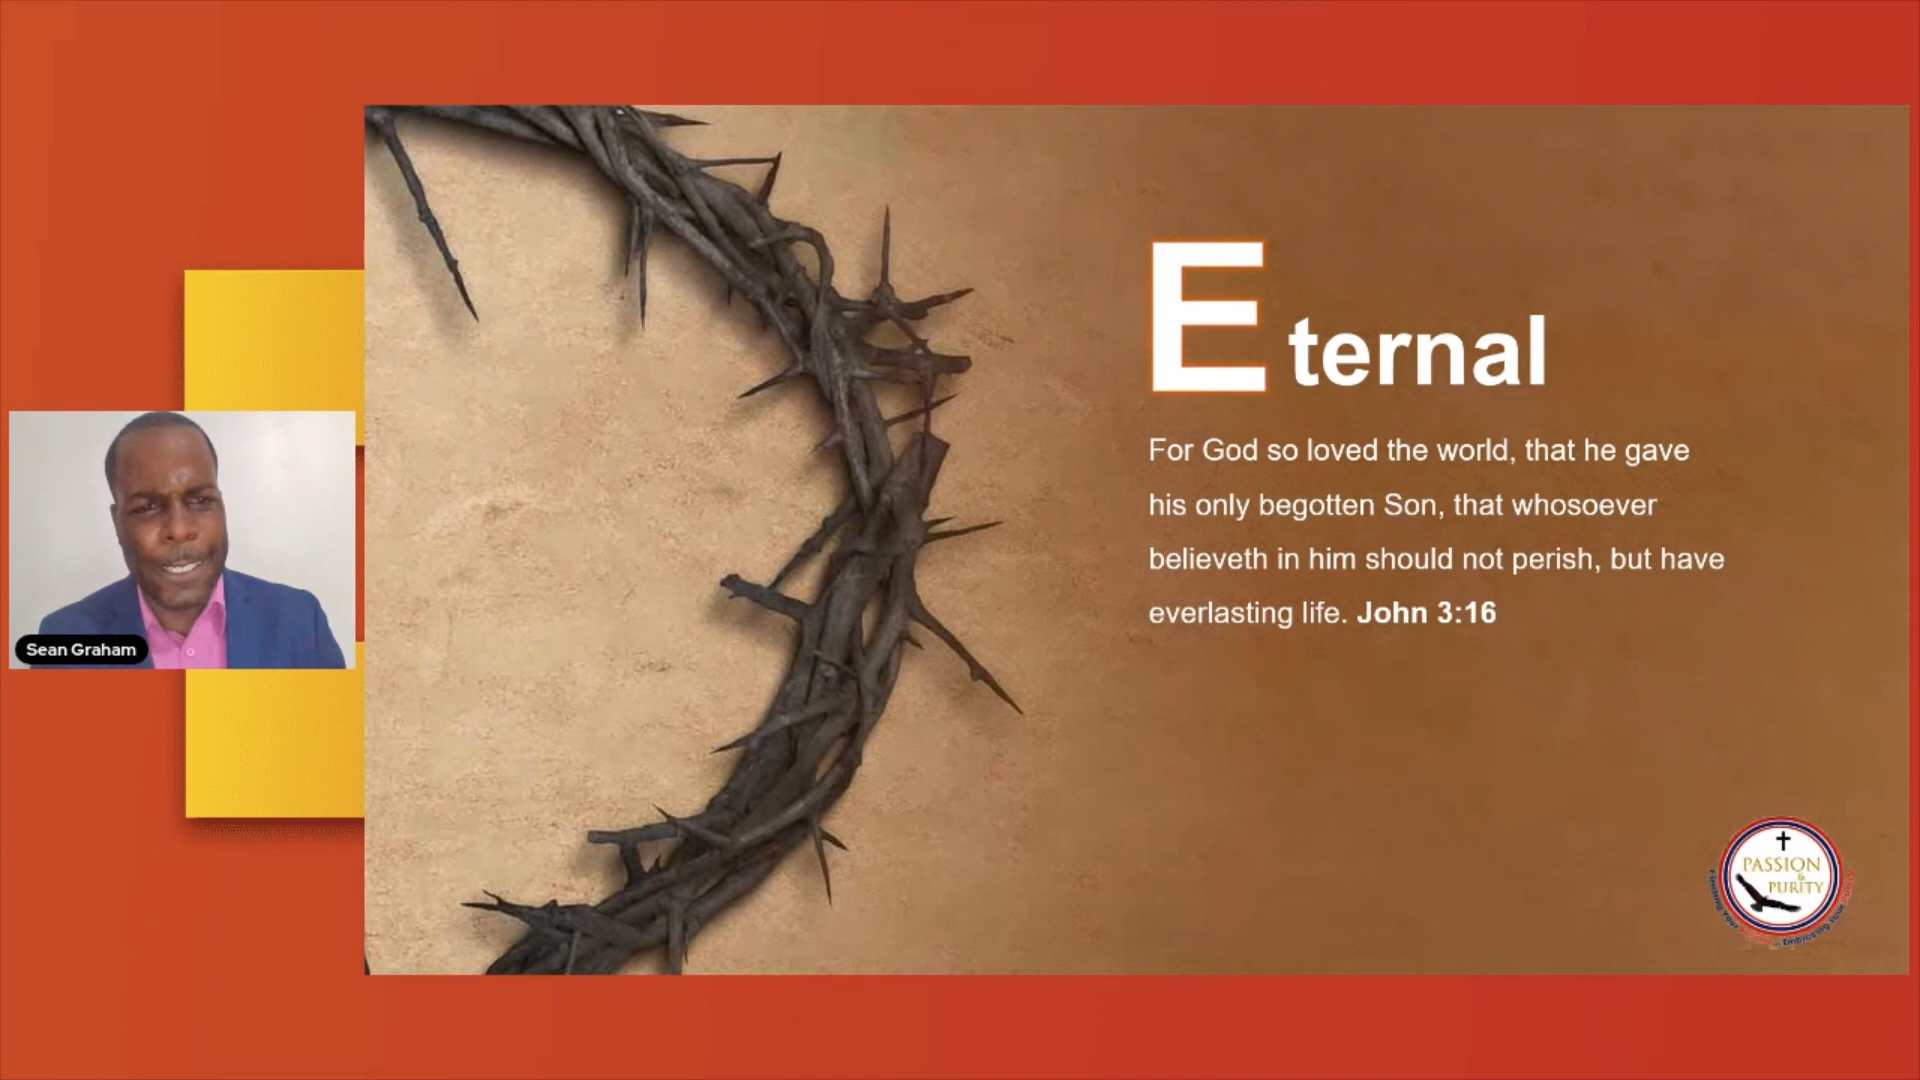 E ternal
For God so loved the world, that he gave
his only begotten Son, that whosoever
believeth in him should not perish, but have
everlasting life. John 3:16
Sean Graham
PASSION
&
PURITY